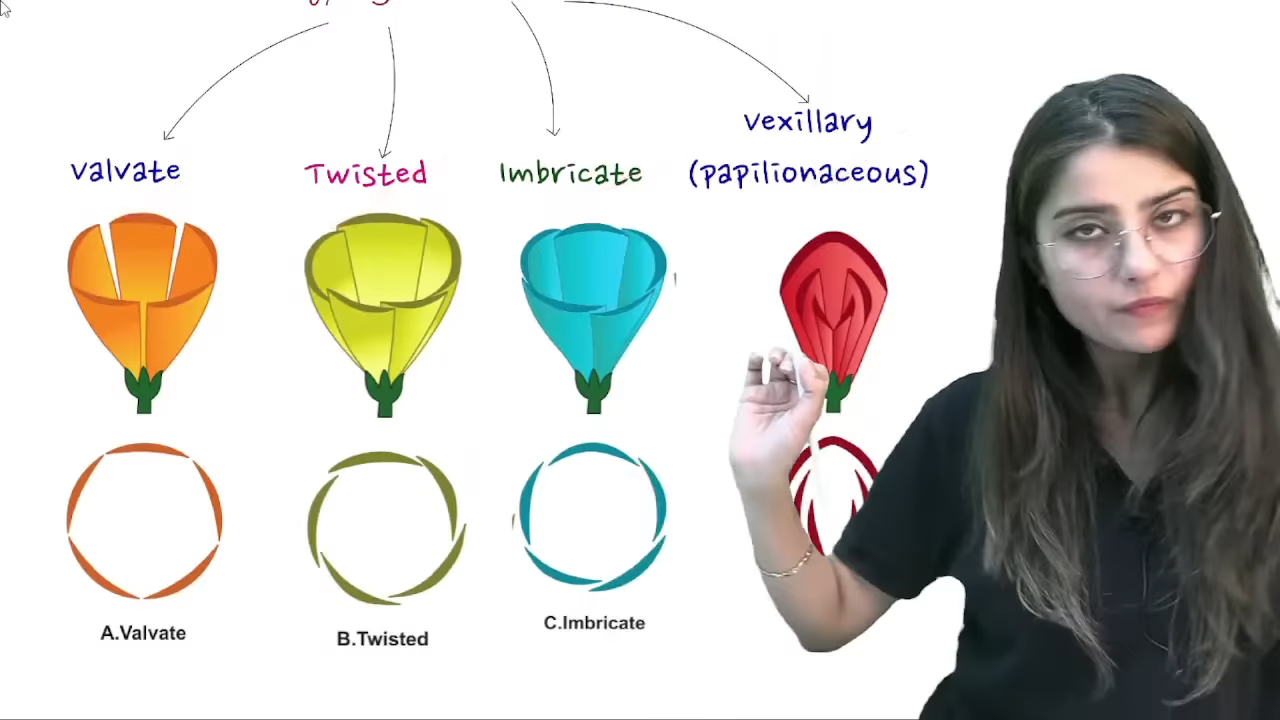 valvate
Twisted
Imbricate
vexillary
(papilionaceous)
A.Valvate
B.Twisted
C.Imbricate